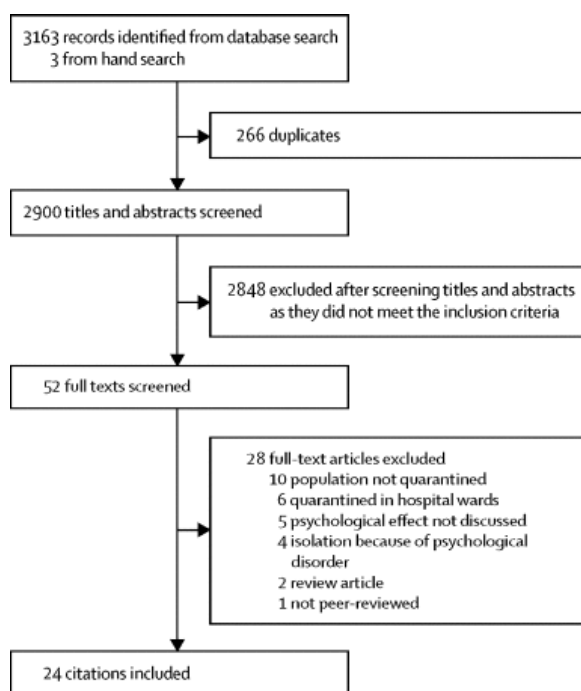 3163 records identified from database search
3 from hand search
266 duplicates
2900 titles and abstracts screened
2848 excluded after screening titles and abstracts
as they did not meet the inclusion criteria
52 full texts screened
28 full-text articles excluded
10 population not quarantined
6 quarantined in hospital wards
5 psychological effect not discussed
4 isolation because of psychological
disorder
2 review article
1 not peer-reviewed
24 citations included